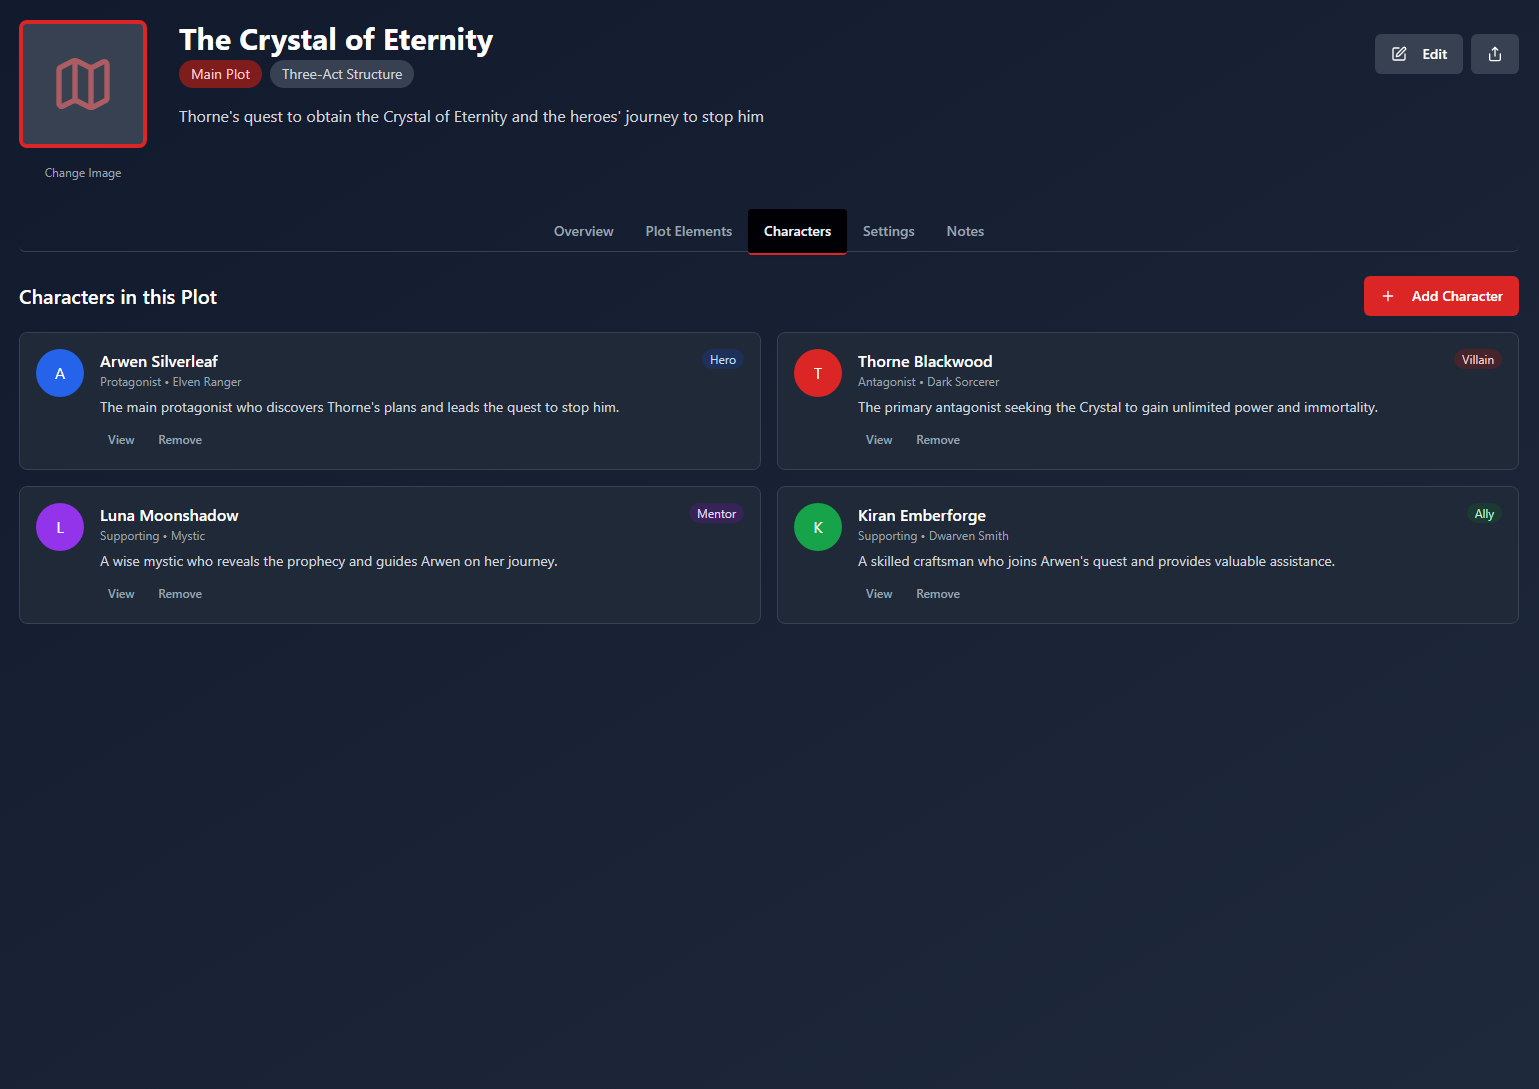 The Crystal of Eternity
Main Plot
Three-Act Structure
Thorne's quest to obtain the Crystal of Eternity and the heroes' journey to stop him
Edit
Change Image
Overview
Plot Elements
Characters
Settings
Notes
Characters in this Plot
Add Character
A
Arwen Silverleaf
Hero
Protagonist • Elven Ranger
The main protagonist who discovers Thorne's plans and leads the quest to stop him.
View
Remove
T
Thorne Blackwood
Villain
Antagonist • Dark Sorcerer
The primary antagonist seeking the Crystal to gain unlimited power and immortality.
View
Remove
L
Luna Moonshadow
Mentor
Supporting • Mystic
A wise mystic who reveals the prophecy and guides Arwen on her journey.
View
Remove
K
Kiran Emberforge
Ally
Supporting • Dwarven Smith
A skilled craftsman who joins Arwen's quest and provides valuable assistance.
View
Remove